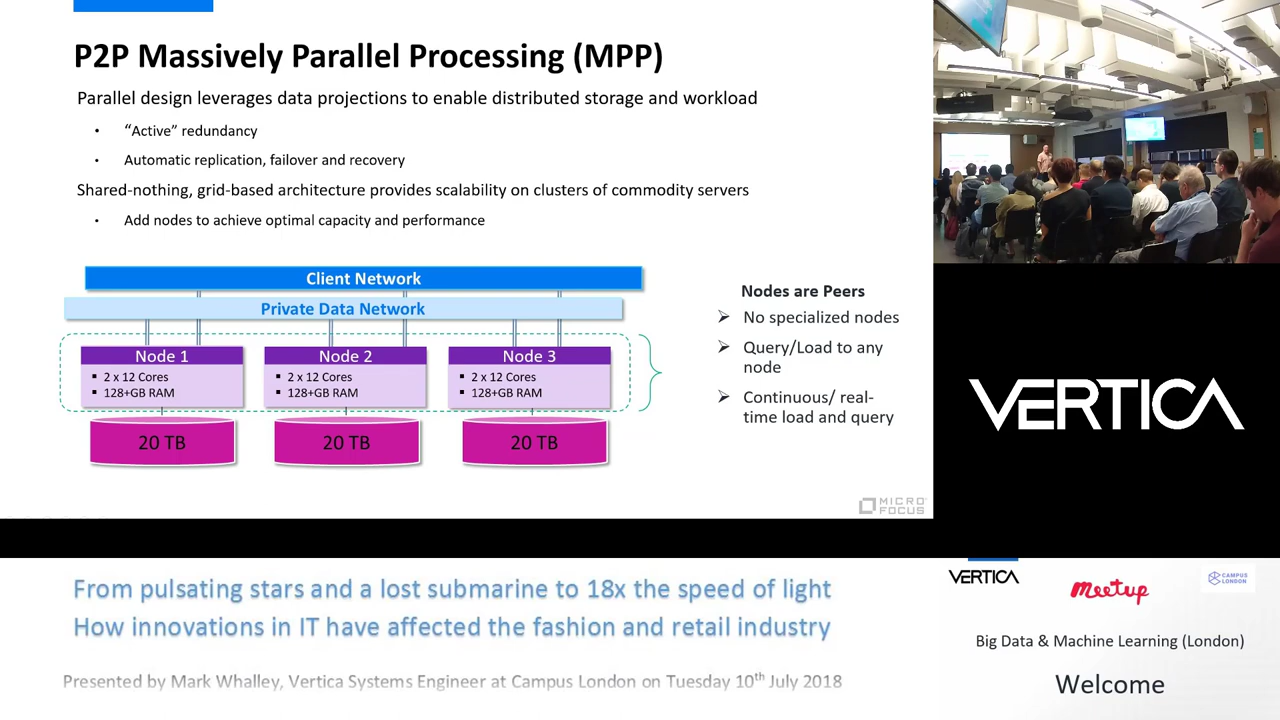 P2P Massively Parallel Processing (MPP)
Parallel design leverages data projections to enable distributed storage and workload
• “Active” redundancy
• Automatic replication, failover and recovery
Shared-nothing, grid-based architecture provides scalability on clusters of commodity servers
• Add nodes to achieve optimal capacity and performance
Client Network
Private Data Network
Node 1
▪ 2 x 12 Cores
▪ 128+GB RAM
20 TB
Node 2
▪ 2 x 12 Cores
▪ 128+GB RAM
20 TB
Node 3
▪ 2 x 12 Cores
▪ 128+GB RAM
20 TB
Nodes are Peers
➢ No specialized nodes
➢ Query/Load to any
node
➢ Continuous/ real-
time load and query
MICRO
FOCUS
VERTICA
From pulsating stars and a lost submarine to 18x the speed of light
How innovations in IT have affected the fashion and retail industry
Presented by Mark Whalley, Vertica Systems Engineer at Campus London on Tuesday 10th July 2018
VERTICA
meetup
CAMPUS
LONDON
Big Data & Machine Learning (London)
Welcome